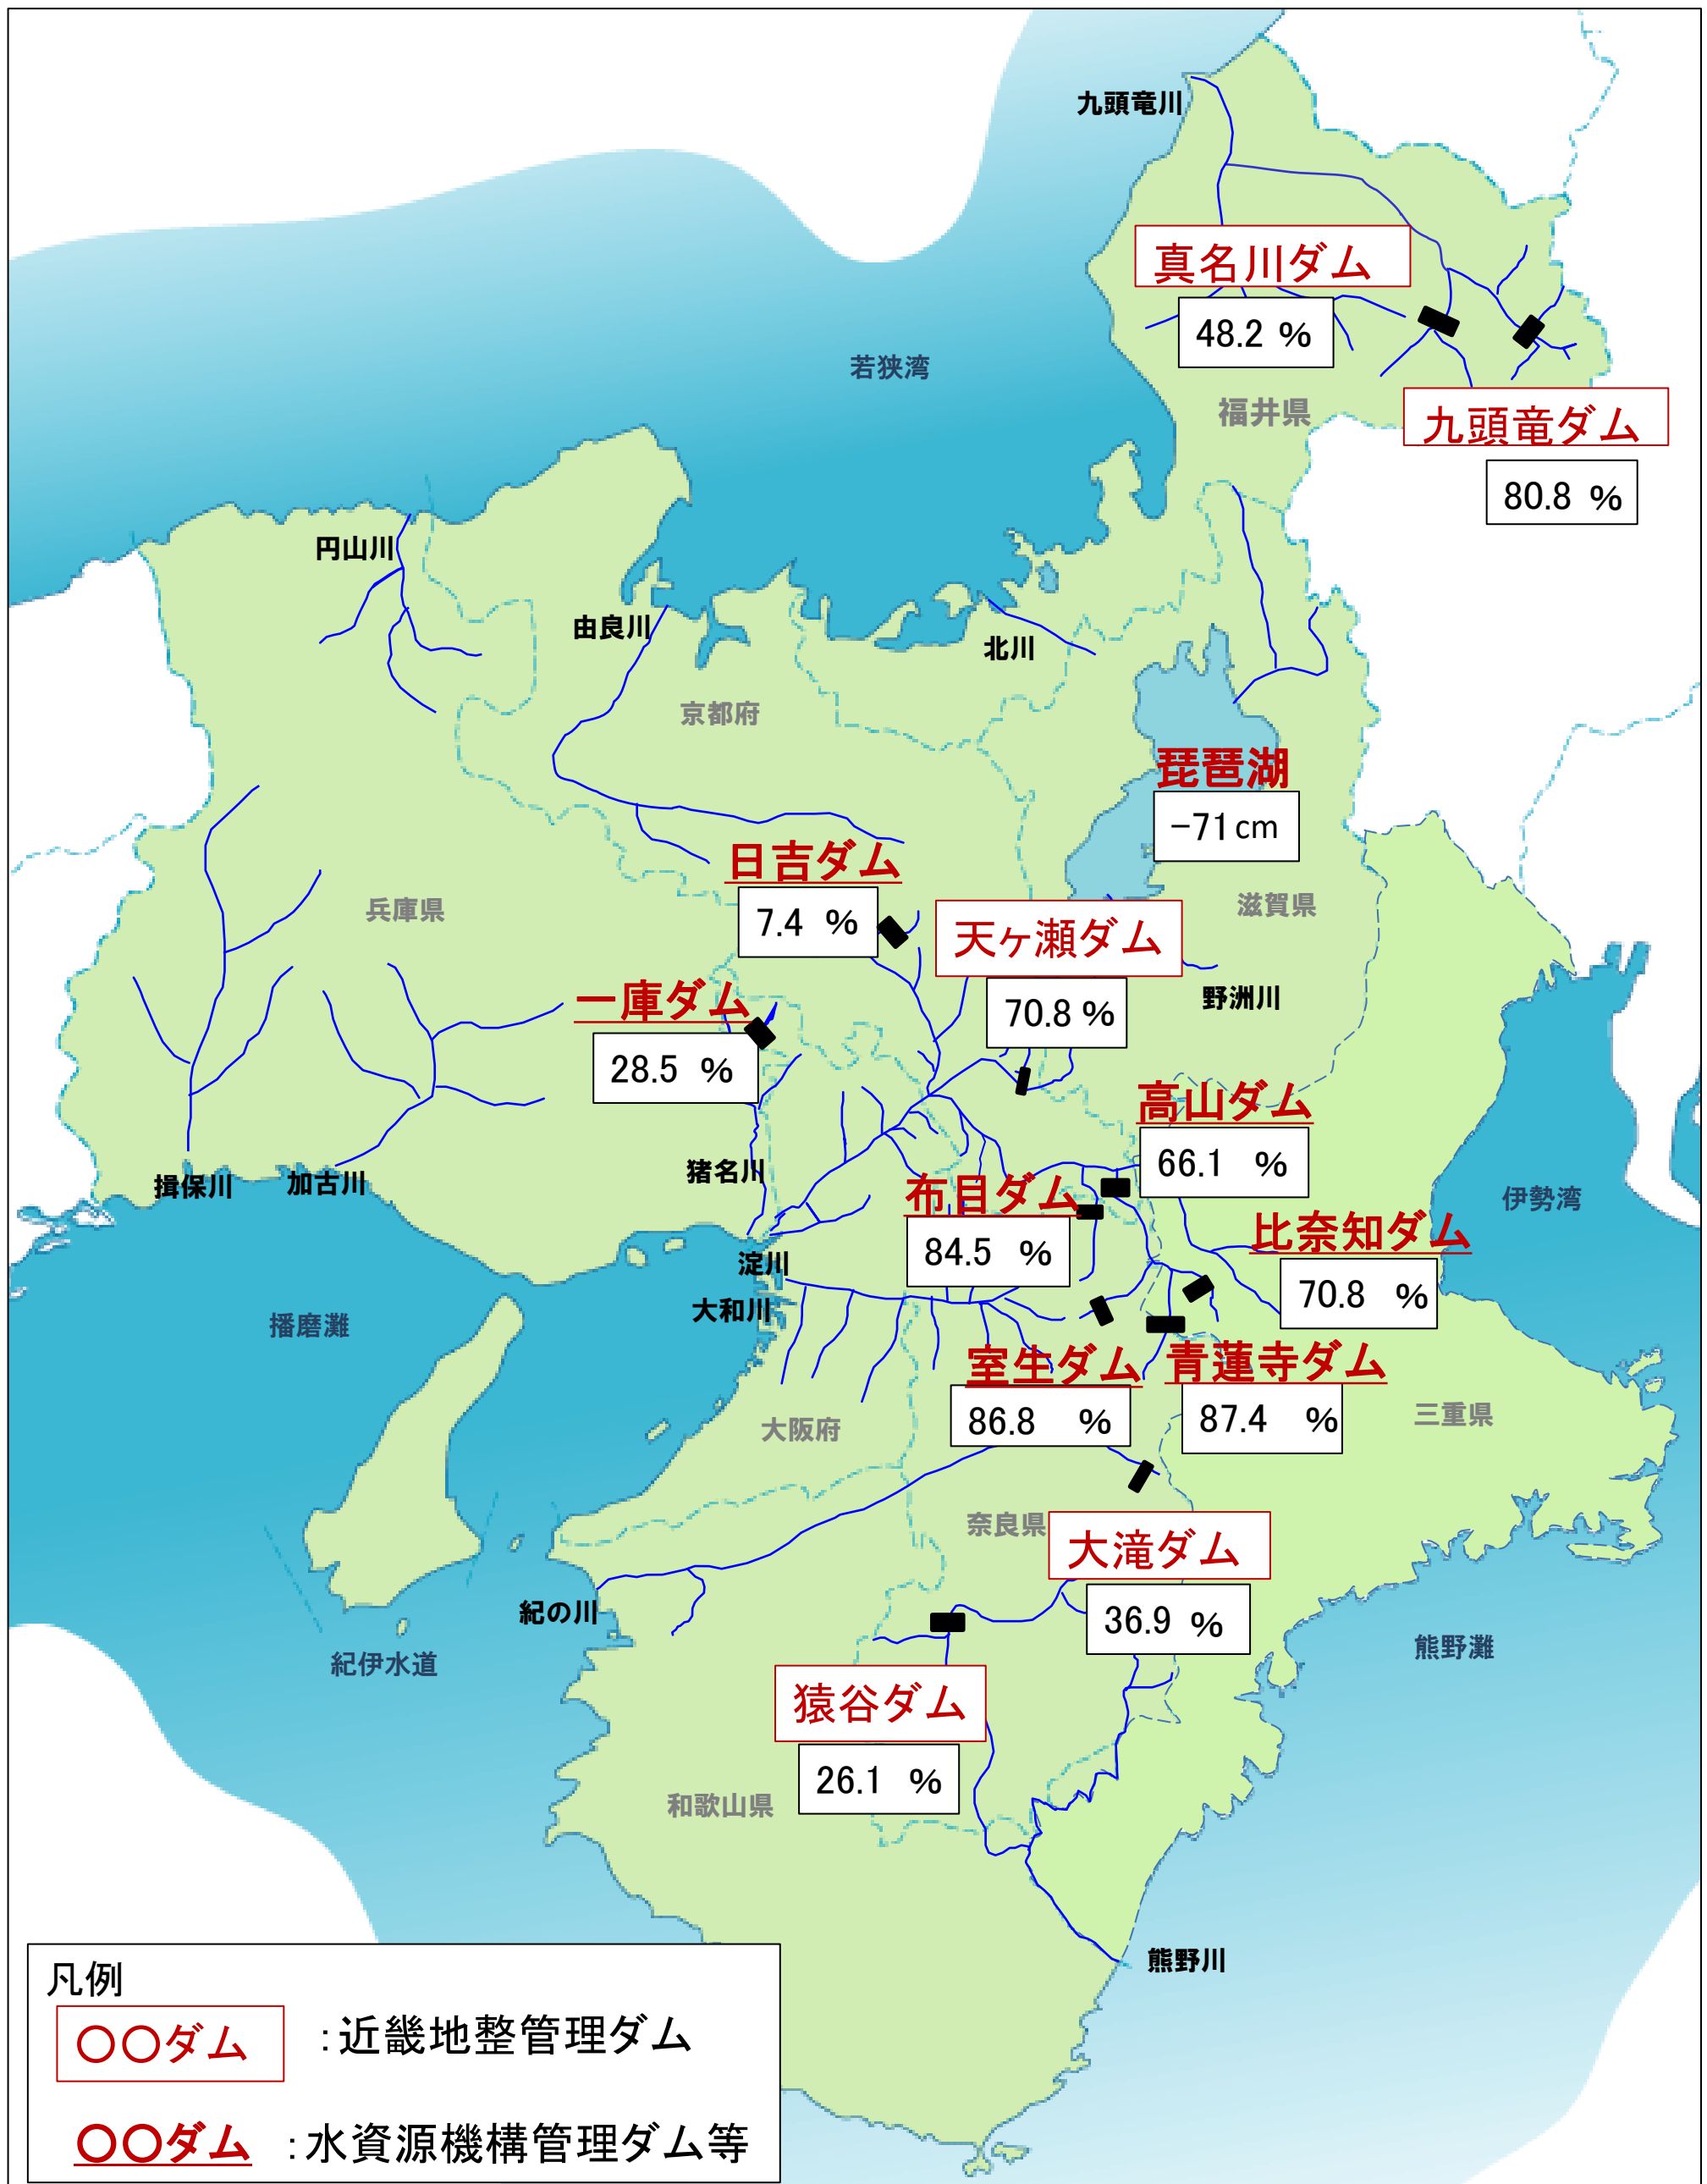 九頭竜川
真名川ダム
48.2 %
若狭湾
福井県
九頭竜ダム
80.8 %
円山川
由良川
北川
京都府
琵琶湖
-71 cm
日吉ダム
7.4 %
兵庫県
滋賀県
天ヶ瀬ダム
70.8 %
野洲川
一庫ダム
28.5 %
高山ダム
66.1 %
猪名川
揖保川
加古川
布目ダム
84.5 %
伊勢湾
比奈知ダム
70.8 %
淀川
大和川
播磨灘
室生ダム
86.8 %
青蓮寺ダム
87.4 %
三重県
大阪府
奈良県
大滝ダム
36.9 %
紀の川
紀伊水道
熊野灘
猿谷ダム
26.1 %
和歌山県
熊野川
凡例
〇〇ダム :近畿地整管理ダム
〇〇ダム :水資源機構管理ダム等